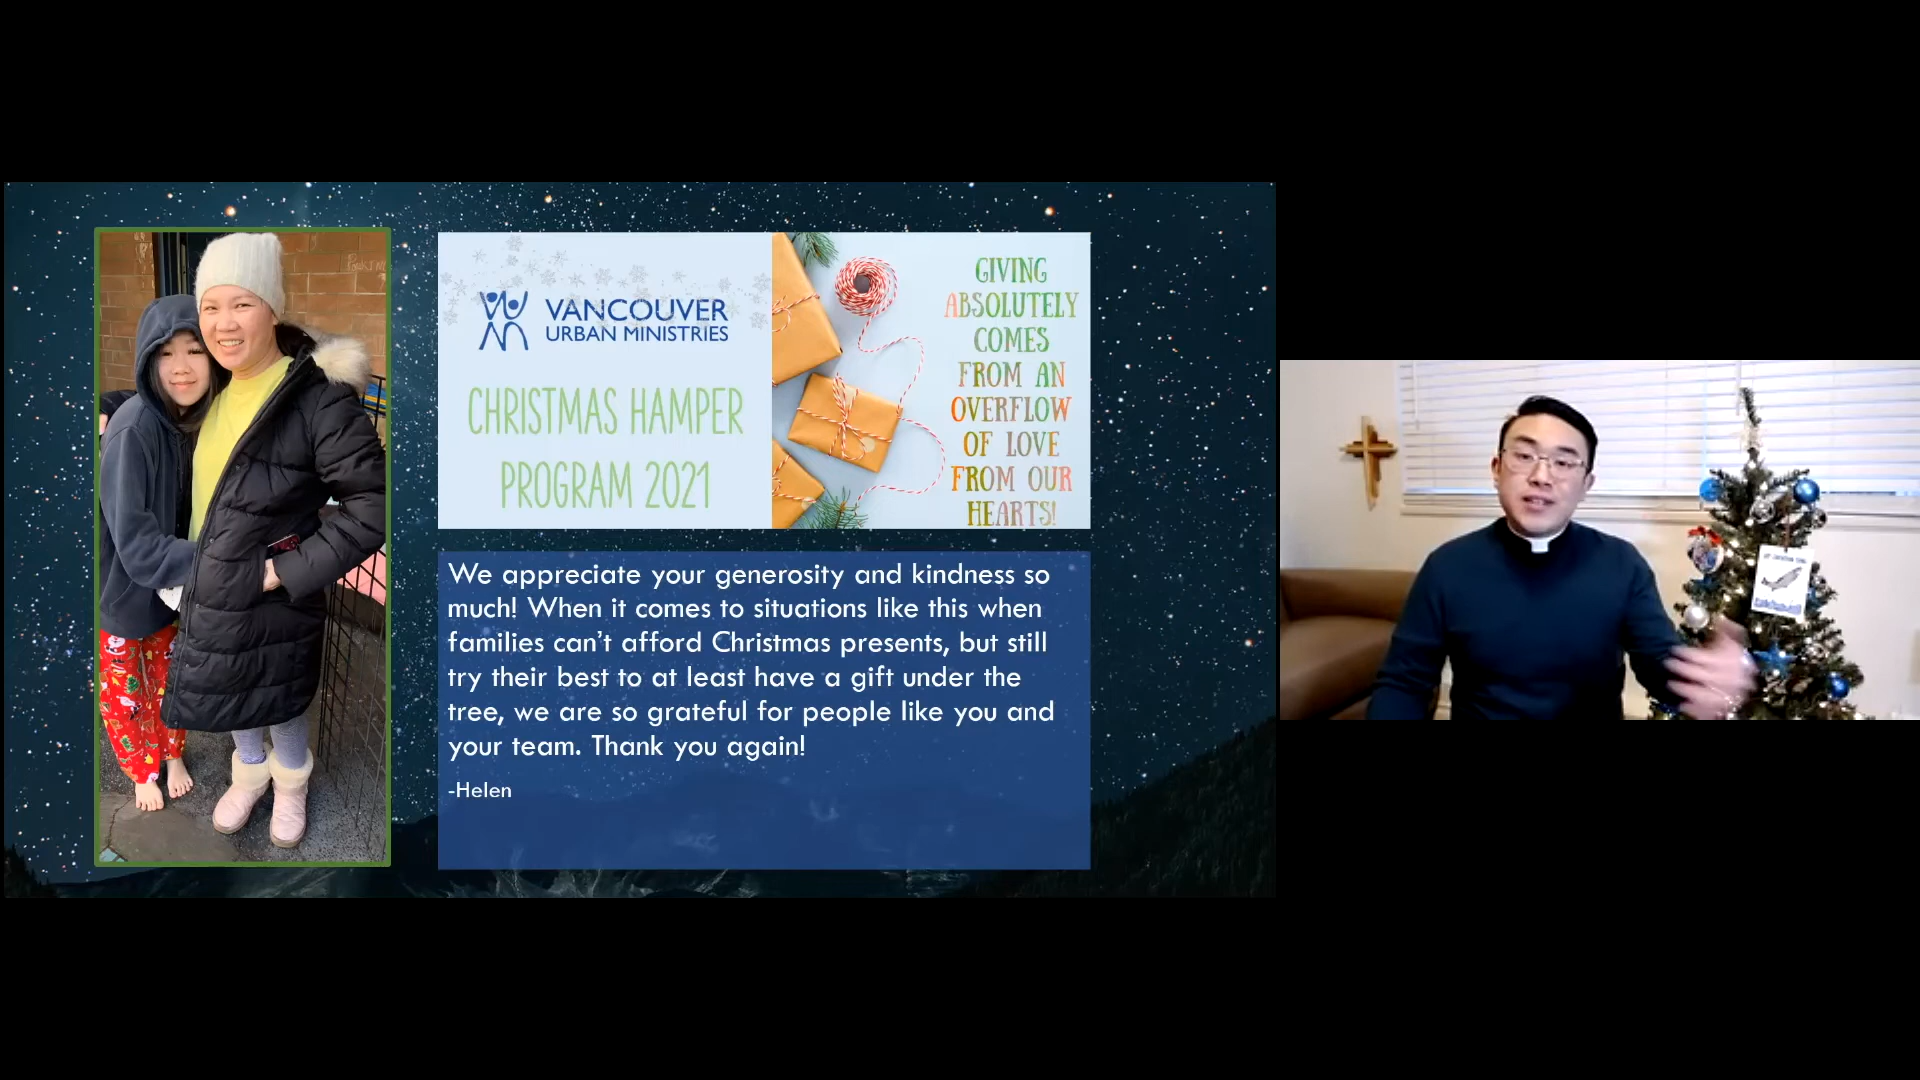 VANCOUVER
URBAN MINISTRIES
CHRISTMAS HAMPER
PROGRAM 2021
GIVING
ABSOLUTELY
COMES
FROM AN
OVERFLOW
OF LOVE
FROM OUR
HEARTS!
We appreciate your generosity and kindness so
much! When it comes to situations like this when
families can't afford Christmas presents, but still
try their best to at least have a gift under the
tree, we are so grateful for people like you and
your team. Thank you again!
-Helen